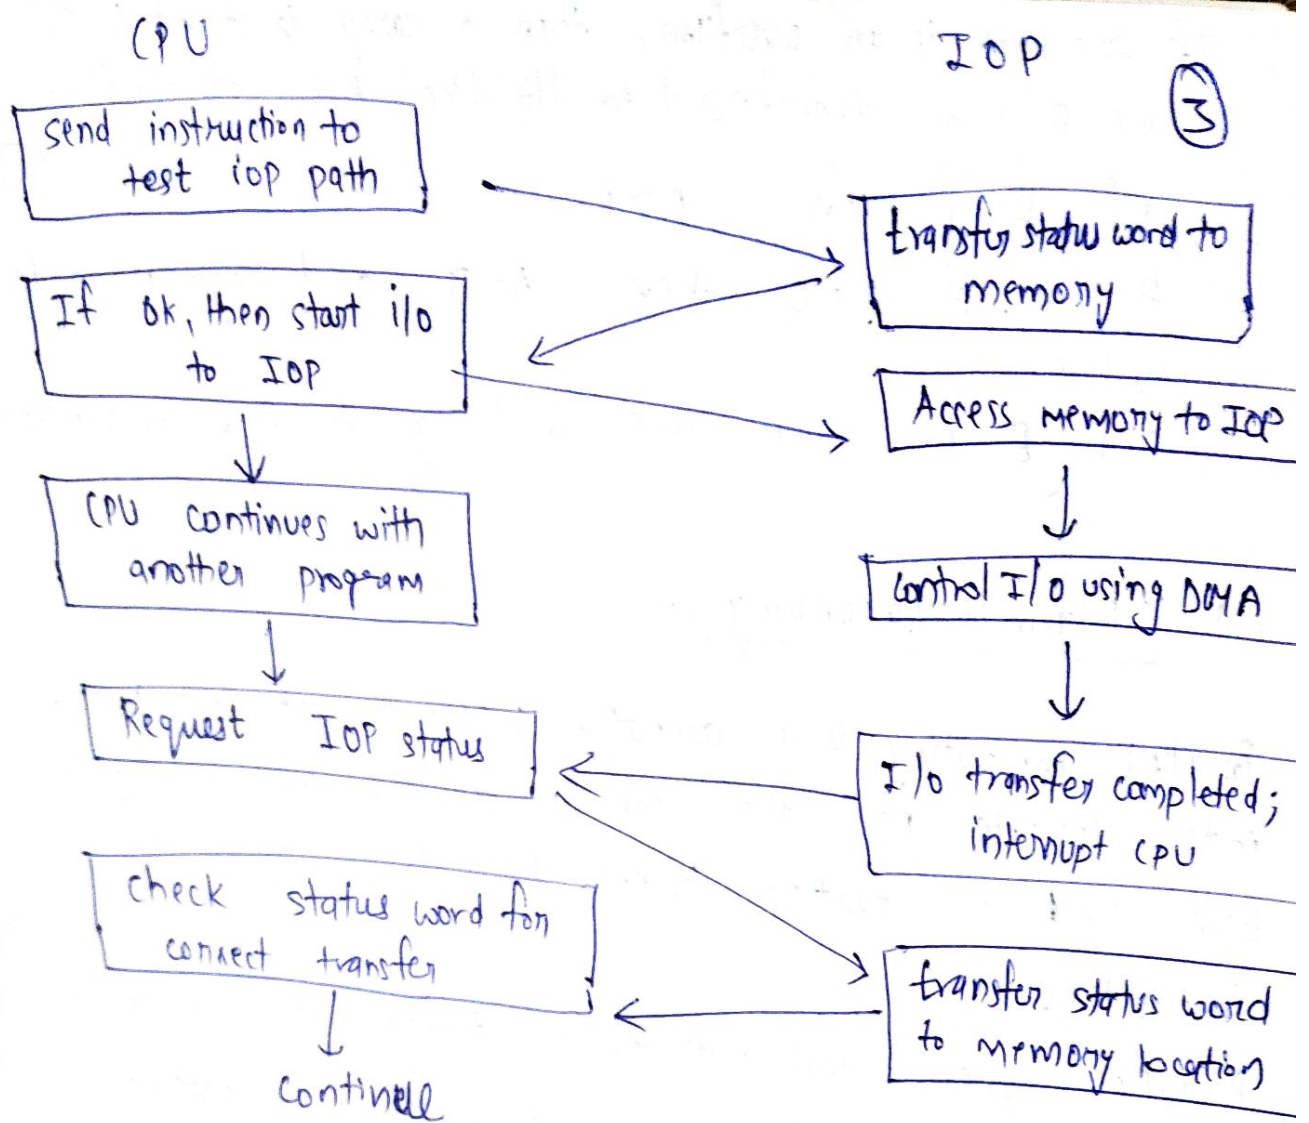 CPU
IOP
3
send instruction to
test iop path
transfer status word to
memory
If ok, then start i/o
to IOP
Access memory to IOP
CPU continues with
another program
control I/o using DMA
Request IOP status
I/o transfer completed;
interrupt CPU
check status word for
correct transfer
transfer status word
to memory location
continue